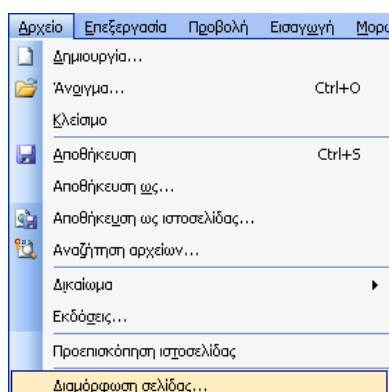 Αρχείο Επεξεργασία Προβολή Εισαγωγή Μορφ
Δημιουργία...
Άνοιγμα... Ctrl+O
Κλείσιμο
Αποθήκευση Ctrl+S
Αποθήκευση ως...
Αποθήκευση ως ιστοσελίδας...
Αναζήτηση αρχείων...
Δικαίωμα
Εκδόσεις...
Προεπισκόπηση ιστοσελίδας
Διαμόρφωση σελίδας...